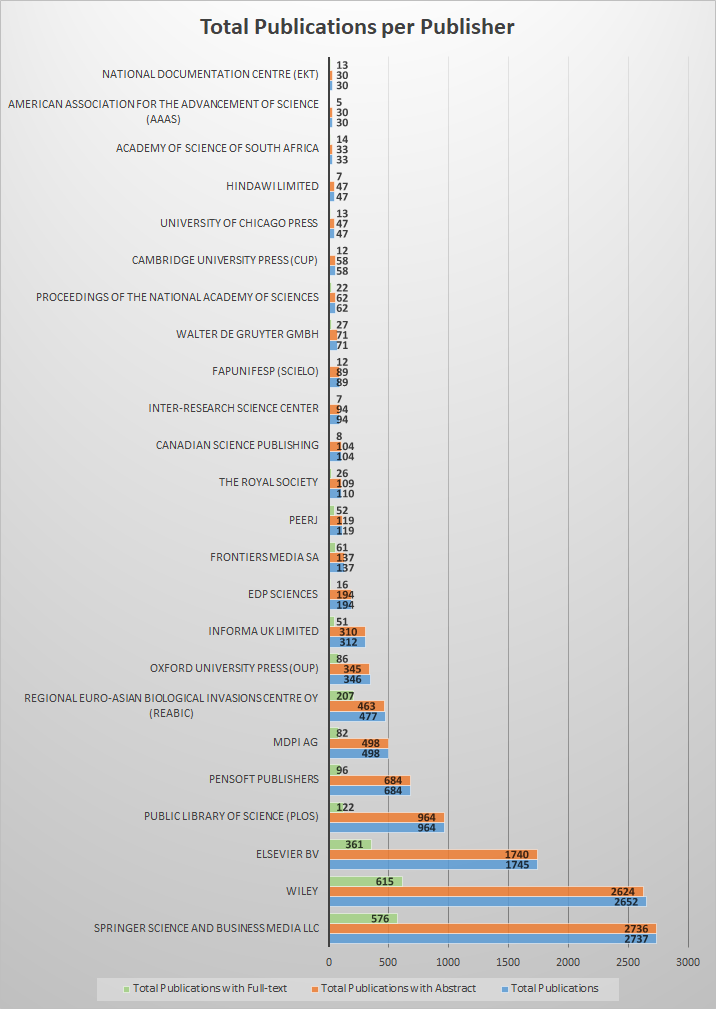 Total Publications per Publisher
NATIONAL DOCUMENTATION CENTRE (EKT)
13
30
30
AMERICAN ASSOCIATION FOR THE ADVANCEMENT OF SCIENCE
(AAAS)
5
30
30
ACADEMY OF SCIENCE OF SOUTH AFRICA
14
33
33
HINDAWI LIMITED
7
47
47
UNIVERSITY OF CHICAGO PRESS
13
47
47
CAMBRIDGE UNIVERSITY PRESS (CUP)
12
58
58
PROCEEDINGS OF THE NATIONAL ACADEMY OF SCIENCES
22
62
62
WALTER DE GRUYTER GMBH
27
71
71
FAPUNIFESP (SCIELO)
12
89
89
INTER-RESEARCH SCIENCE CENTER
7
94
94
CANADIAN SCIENCE PUBLISHING
8
104
104
THE ROYAL SOCIETY
26
109
110
PEERJ
52
119
119
FRONTIERS MEDIA SA
61
137
137
EDP SCIENCES
16
194
194
INFORMA UK LIMITED
51
310
312
OXFORD UNIVERSITY PRESS (OUP)
86
345
346
REGIONAL EURO-ASIAN BIOLOGICAL INVASIONS CENTRE OY
(REABIC)
207
463
477
MDPI AG
82
498
498
PENSOFT PUBLISHERS
96
684
684
PUBLIC LIBRARY OF SCIENCE (PLOS)
122
964
964
ELSEVIER BV
361
1740
1745
WILEY
615
2624
2652
SPRINGER SCIENCE AND BUSINESS MEDIA LLC
576
2736
2737
0 500 1000 1500 2000 2500 3000
Total Publications with Full-text Total Publications with Abstract Total Publications